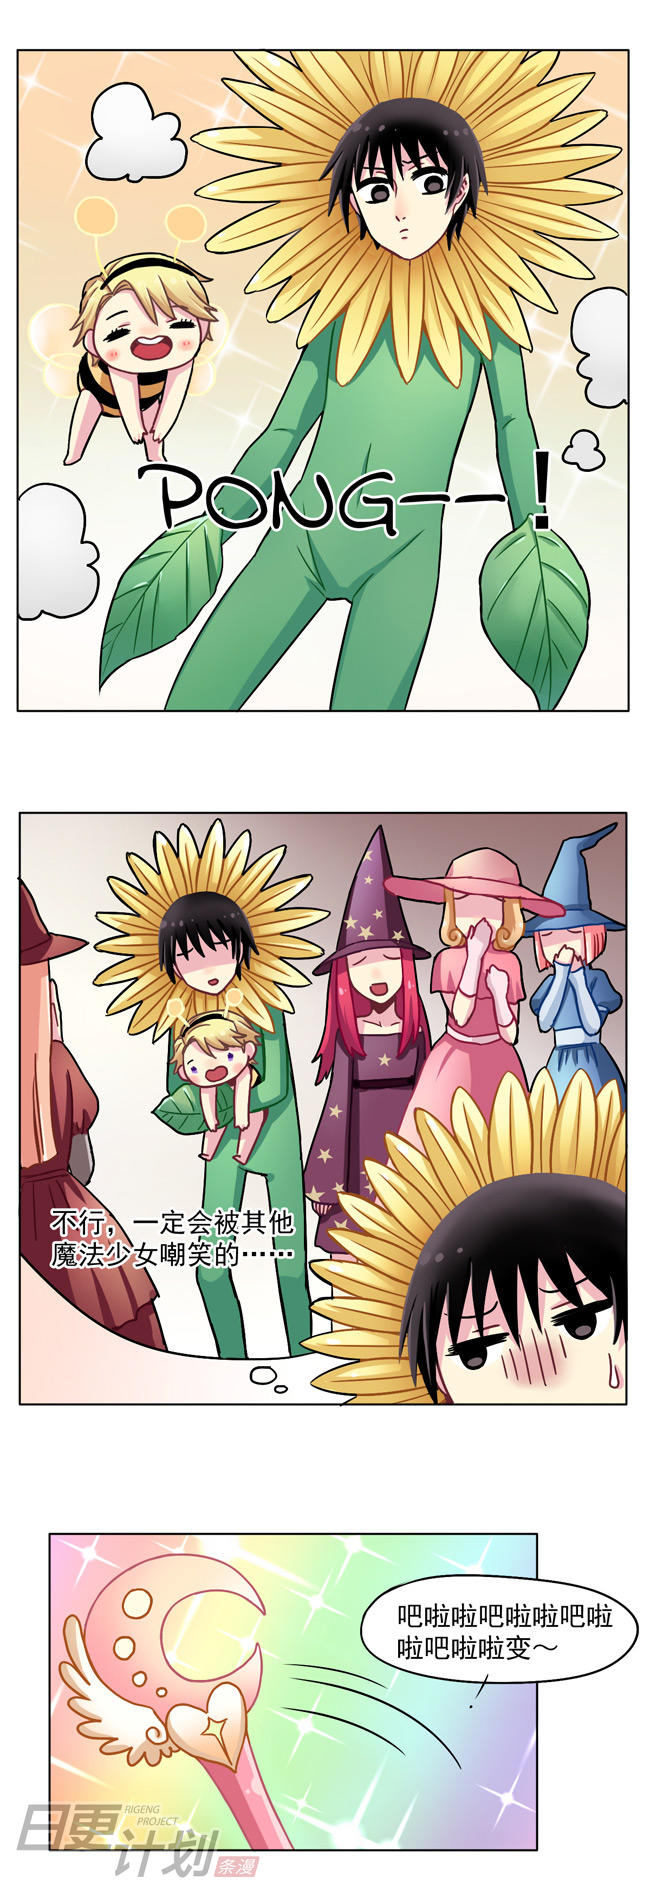 PONG--!
不行，一定会被其他
魔法少女嘲笑的……
吧啦啦吧啦啦吧啦
啦吧啦啦变～
日更计划
RIGENG
PROJECT
条漫